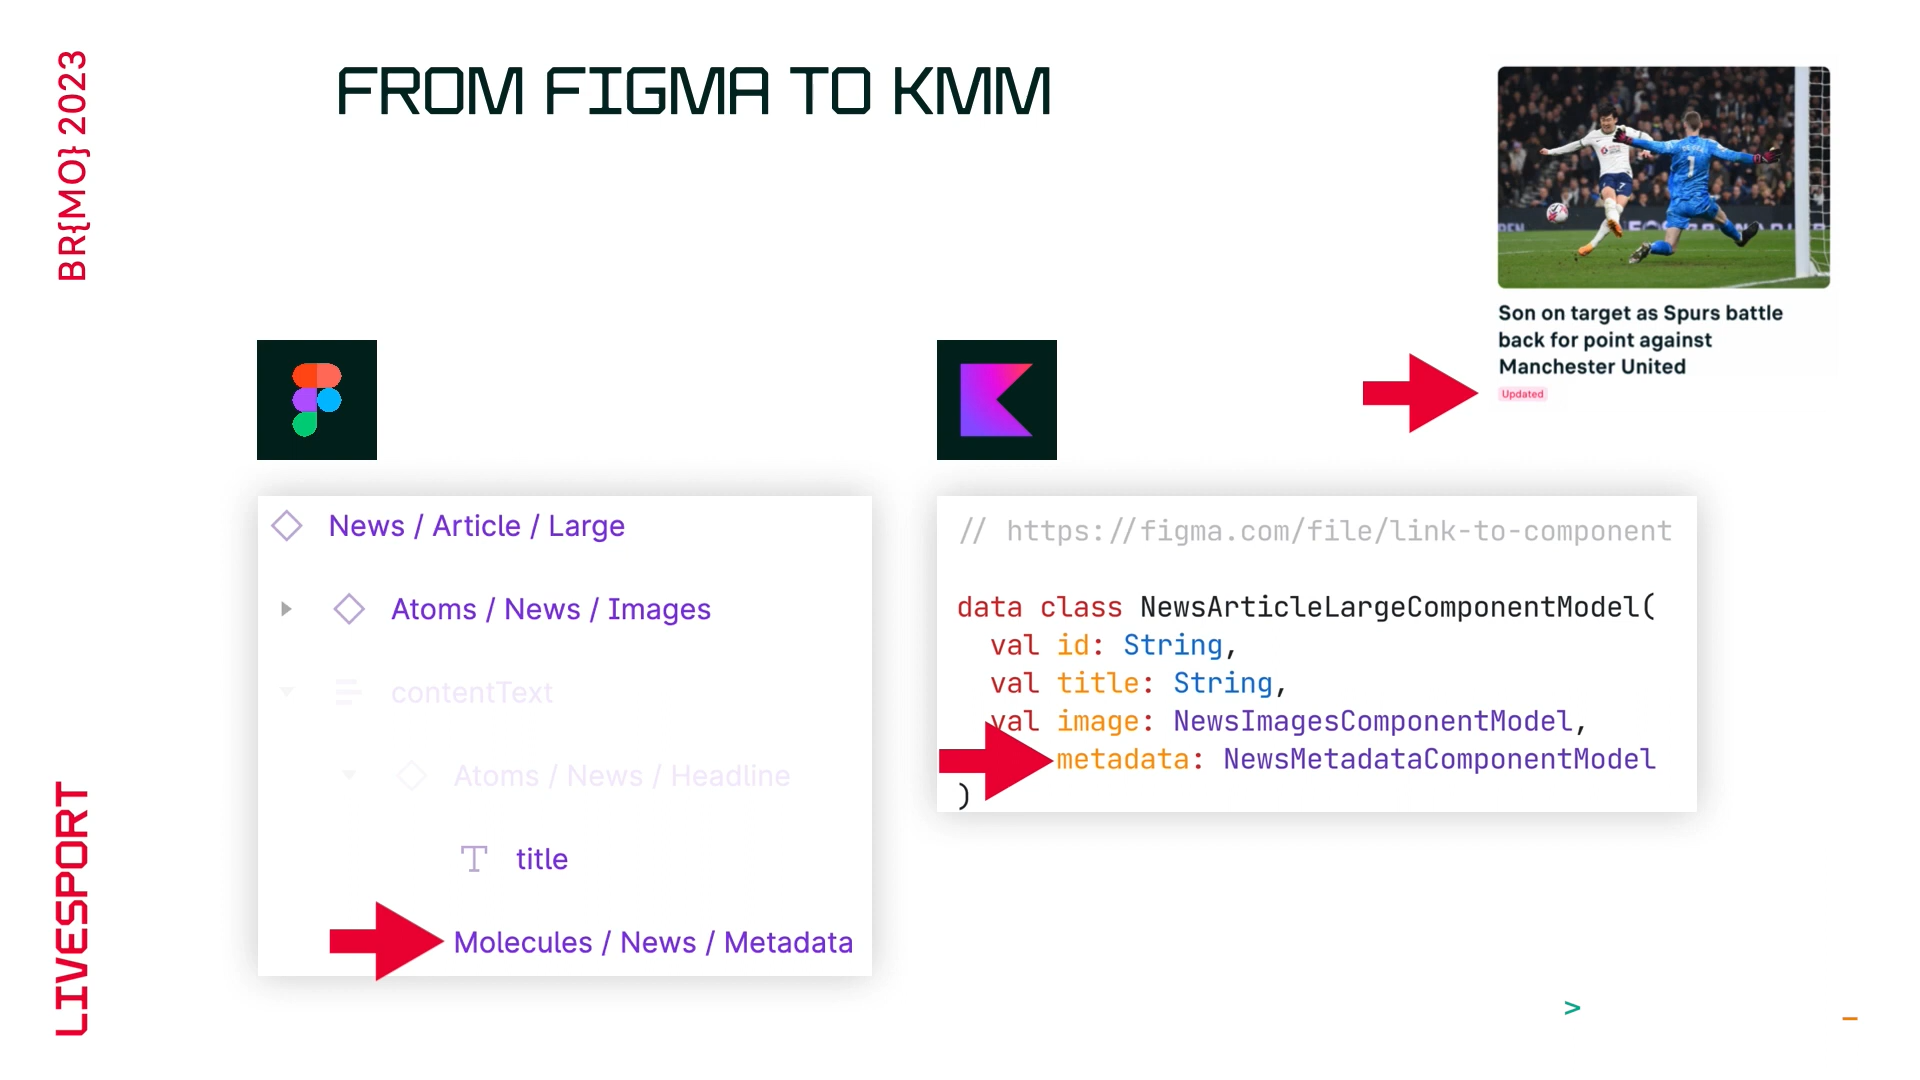 BR{MO} 2023
FROM FIGMA TO KMM
Son on target as Spurs battle
back for point against
Manchester United
Updated
News / Article / Large
Atoms / News / Images
contentText
Atoms / News / Headline
title
Molecules / News / Metadata
// https://figma.com/file/link-to-component
data class NewsArticleLargeComponentModel(
val id: String,
val title: String,
val image: NewsImagesComponentModel,
metadata: NewsMetadataComponentModel
)
LIVESPORT
> _